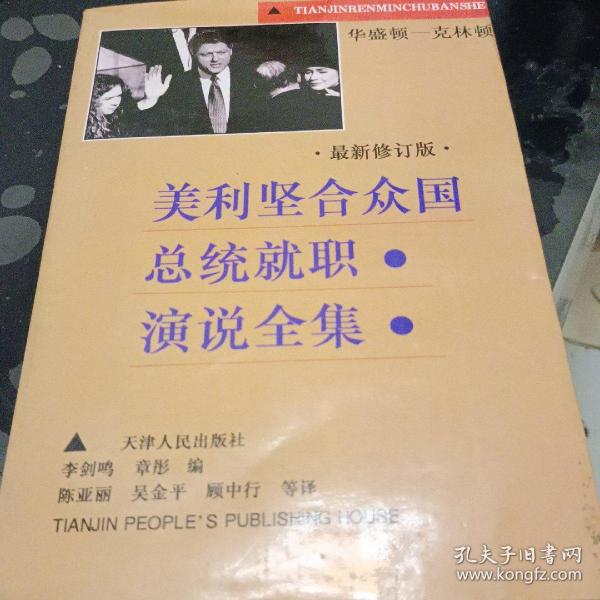 TIANJINRENMINCHUBANSHE
华盛顿—克林顿
·最新修订版·
美利坚合众国
总统就职·
演说全集·
天津人民出版社
李剑鸣 章彤 编
陈亚丽 吴金平 顾中行 等译
TIANJIN PEOPLE'S PUBLISHING HOUSE
孔夫子旧书网
www.kongfz.com